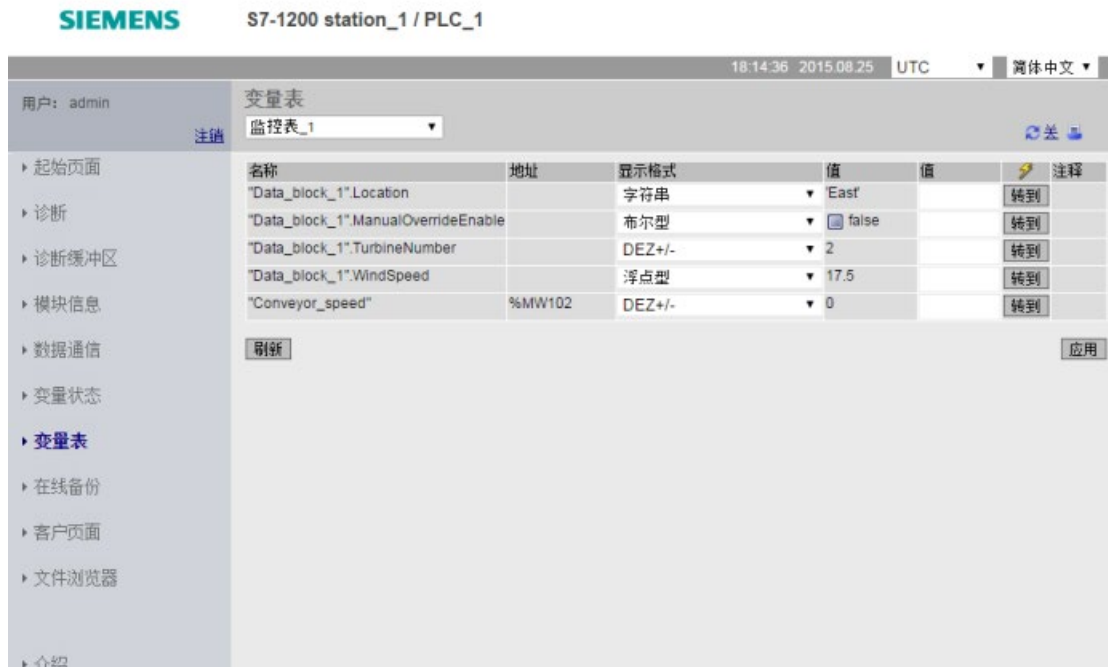 SIEMENS S7-1200 station_1 / PLC_1
18:14:36 2015.08.25 UTC 简体中文
用户: admin
注销
变量表
监控表_1
关
起始页面
诊断
诊断缓冲区
模块信息
数据通信
变量状态
变量表
在线备份
客户页面
文件浏览器
介绍
名称 地址 显示格式 值 值 注释
"Data_block_1".Location 字符串 'East' 转到
"Data_block_1".ManualOverrideEnable 布尔型 false 转到
"Data_block_1".TurbineNumber DEZ+/- 2 转到
"Data_block_1".WindSpeed 浮点型 17.5 转到
"Conveyor_speed" %MW102 DEZ+/- 0 转到
刷新 应用